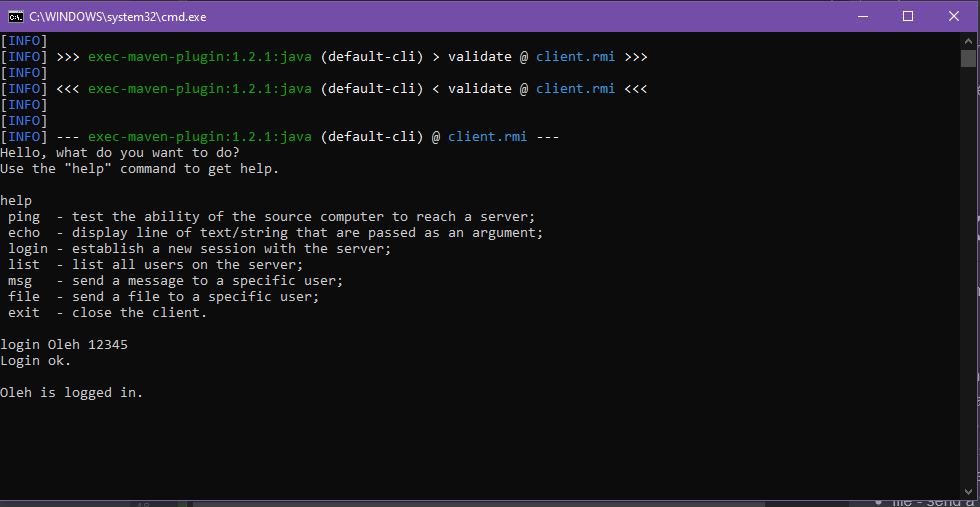 C:\WINDOWS\system32\cmd.exe
[INFO]
[INFO] >>> exec-maven-plugin:1.2.1:java (default-cli) > validate @ client.rmi >>>
[INFO]
[INFO] <<< exec-maven-plugin:1.2.1:java (default-cli) < validate @ client.rmi <<<
[INFO]
[INFO]
[INFO] --- exec-maven-plugin:1.2.1:java (default-cli) @ client.rmi ---
Hello, what do you want to do?
Use the "help" command to get help.
help
ping - test the ability of the source computer to reach a server;
echo - display line of text/string that are passed as an argument;
login - establish a new session with the server;
list - list all users on the server;
msg - send a message to a specific user;
file - send a file to a specific user;
exit - close the client.
login Oleh 12345
Login ok.
Oleh is logged in.